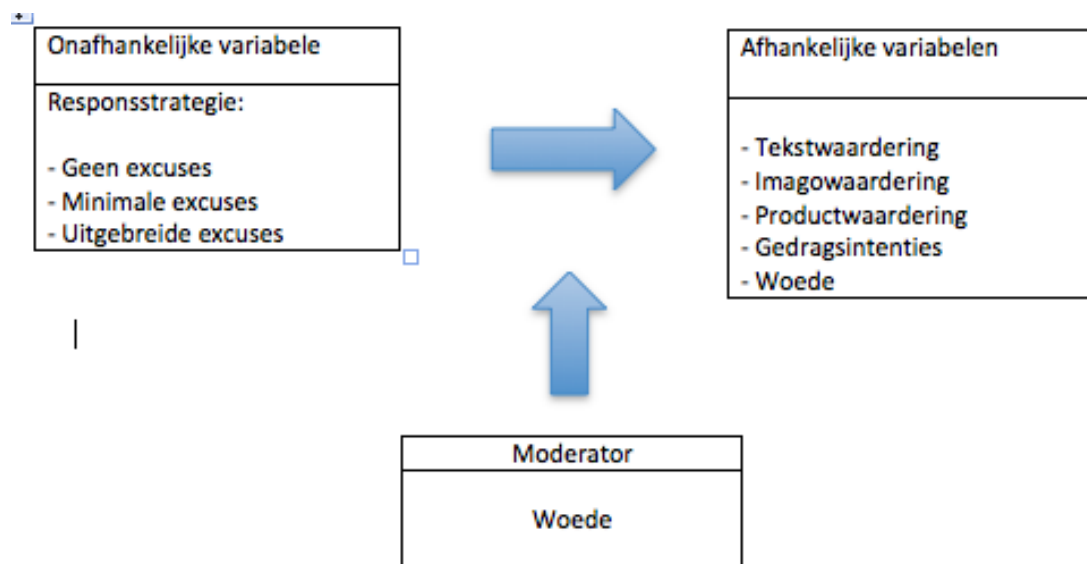 Onafhankelijke variabele
Responsstrategie:
- Geen excuses
- Minimale excuses
- Uitgebreide excuses
Afhankelijke variabelen
- Tekstwaardering
- Imagowaardering
- Productwaardering
- Gedragsintenties
- Woede
Moderator
Woede